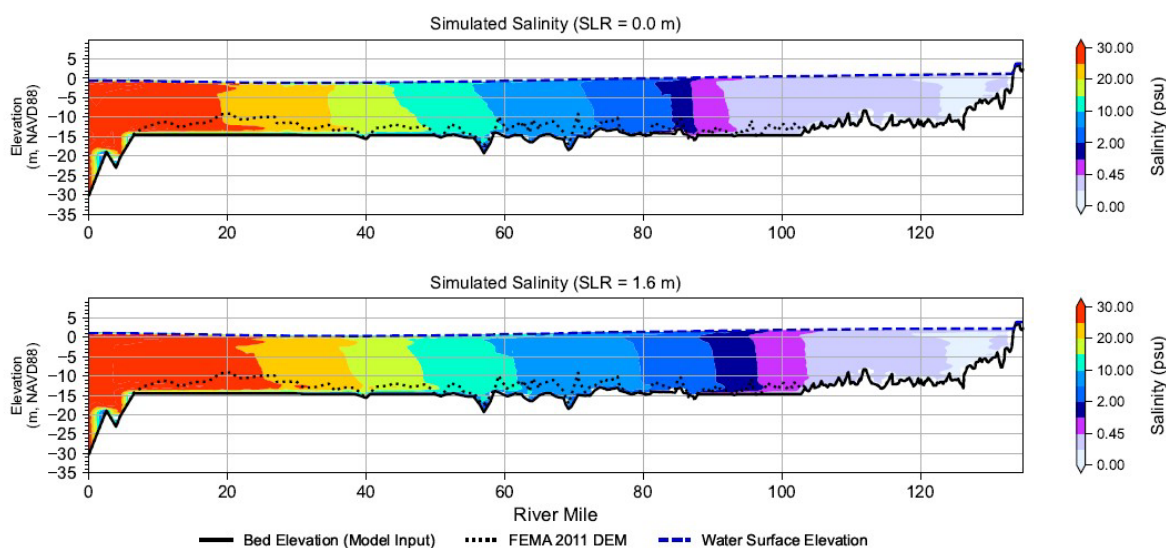 Simulated Salinity (SLR = 0.0 m)
Elevation
(m, NAVD88)
5
0
−5
−10
−15
−20
−25
−30
−35
0 20 40 60 80 100 120
30.00
20.00
10.00
2.00
0.45
0.00
Salinity (psu)
Simulated Salinity (SLR = 1.6 m)
Elevation
(m, NAVD88)
5
0
−5
−10
−15
−20
−25
−30
−35
0 20 40 60 80 100 120
30.00
20.00
10.00
2.00
0.45
0.00
Salinity (psu)
River Mile
Bed Elevation (Model Input) FEMA 2011 DEM Water Surface Elevation